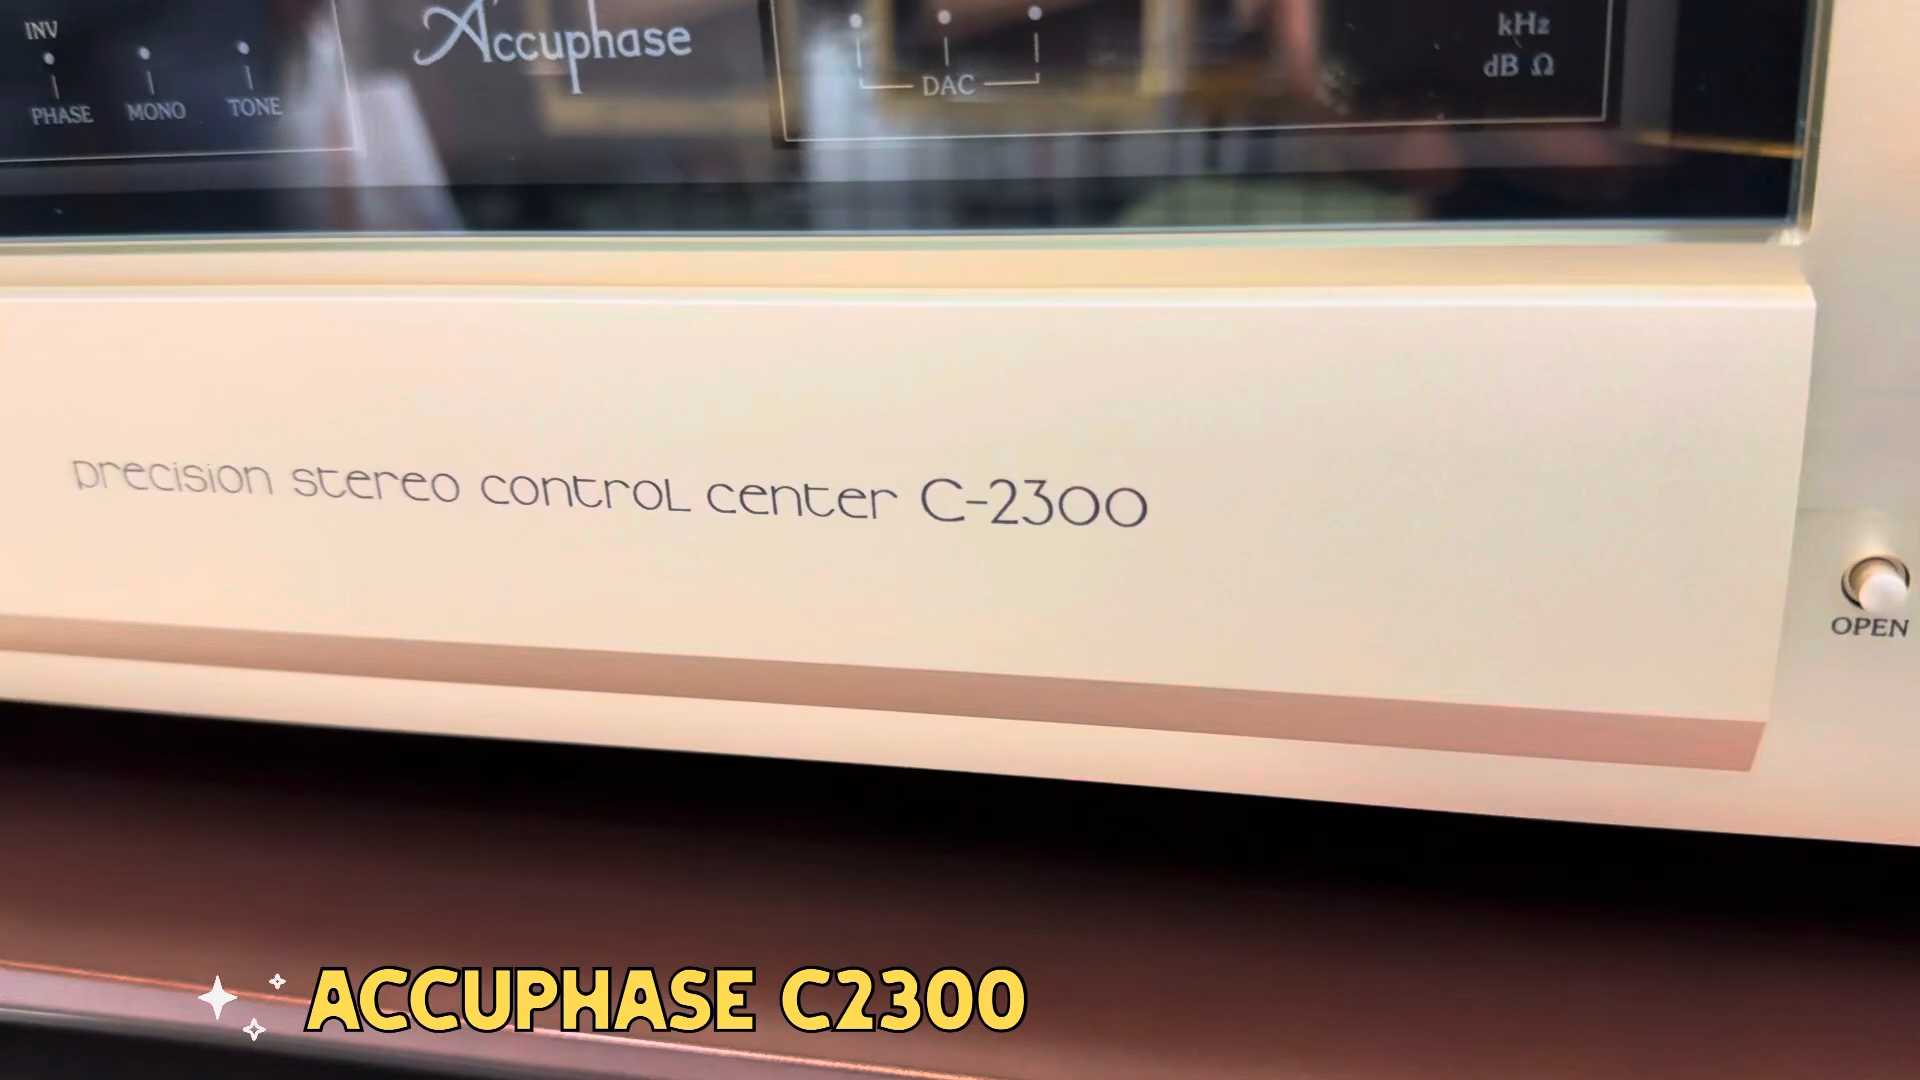 INV
PHASE MONO TONE
Accuphase
DAC
kHz
dB Ω
precision stereo control center C-2300
OPEN
ACCUPHASE C2300